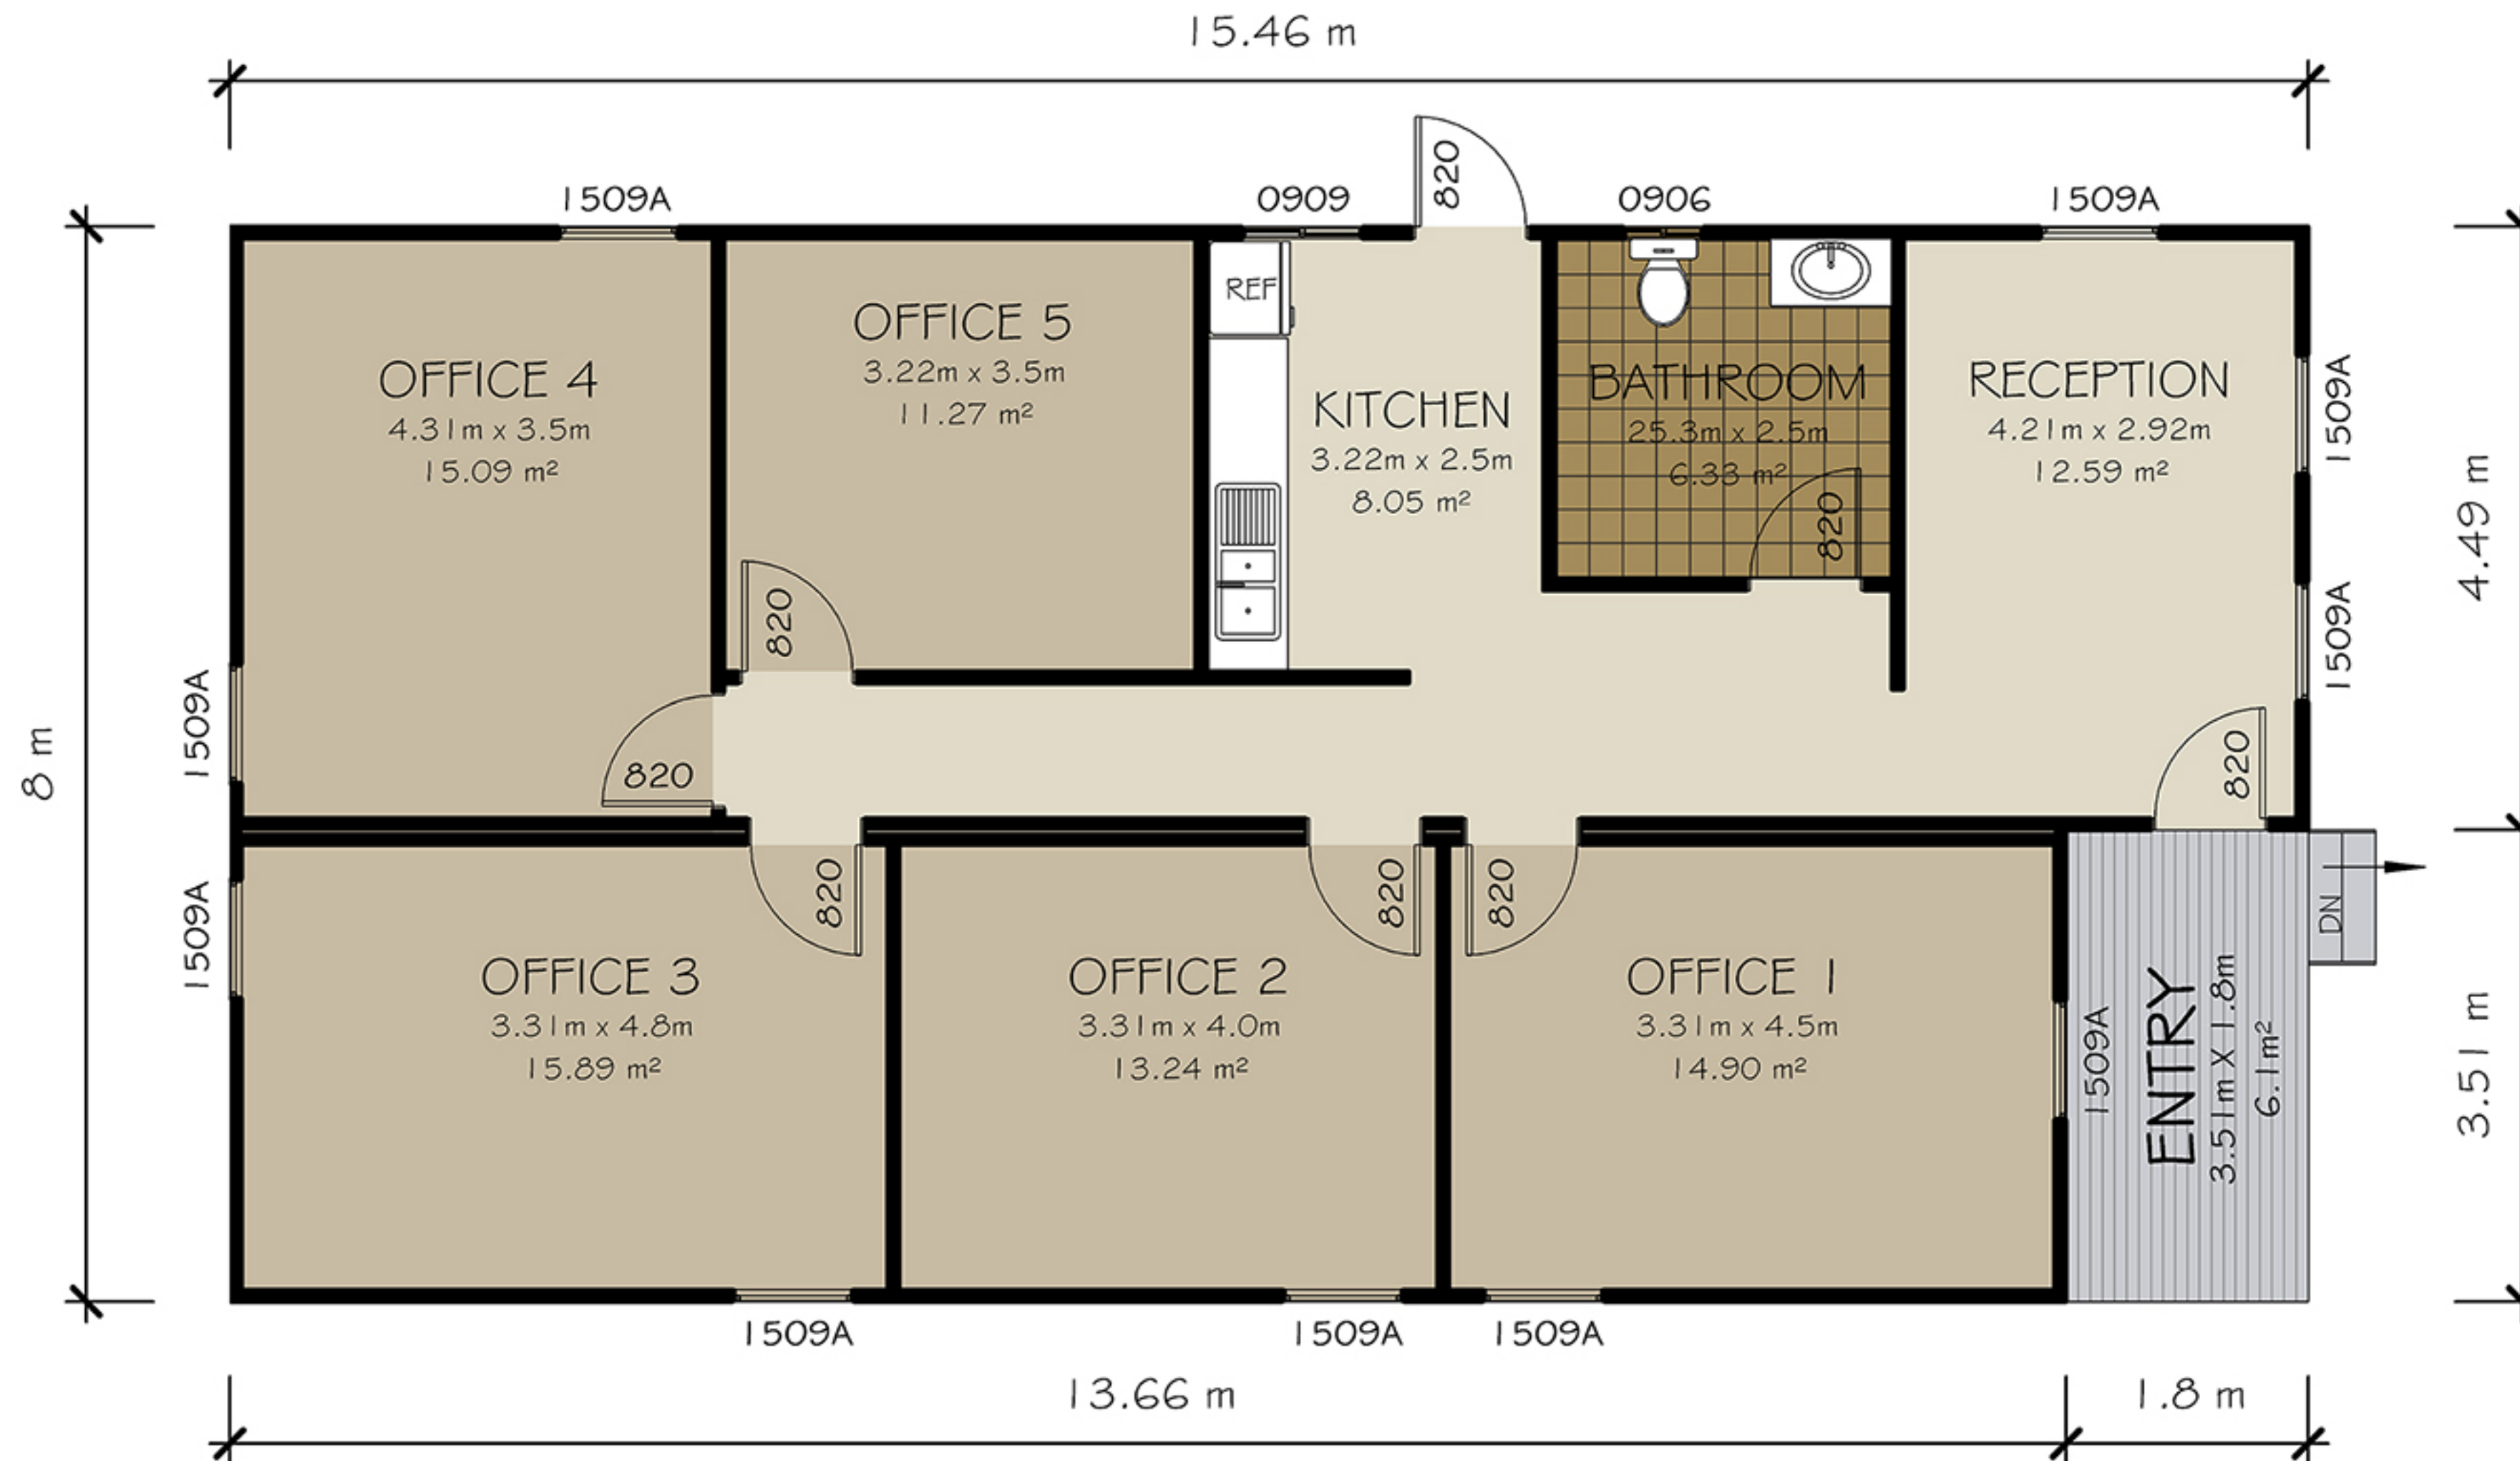 15.46 m
820
1509A
0909
0906
1509A
REF
OFFICE 4
4.31m x 3.5m
15.09 m²
OFFICE 5
3.22m x 3.5m
11.27 m²
KITCHEN
3.22m x 2.5m
8.05 m²
BATHROOM
25.3m x 2.5m
6.33 m²
RECEPTION
4.21m x 2.92m
12.59 m²
1509A
4.49 m
820
820
1509A
1509A
8 m
820
820
820
820
820
1509A
DN
OFFICE 3
3.31m x 4.8m
15.89 m²
OFFICE 2
3.31m x 4.0m
13.24 m²
OFFICE 1
3.31m x 4.5m
14.90 m²
1509A
ENTRY
3.51m X 1.8m
6.1m²
3.51 m
1509A
1509A
1509A
13.66 m
1.8 m